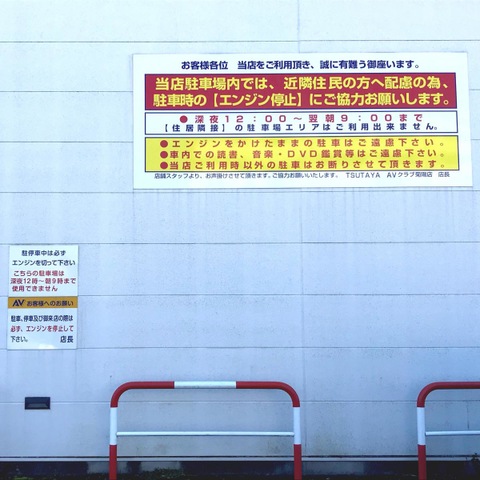 お客様各位 当店をご利用頂き、誠に有難う御座います。
当店駐車場内では、近隣住民の方へ配慮の為、
駐車時の【エンジン停止】にご協力お願いします。
●深夜12:00〜翌朝9:00まで
【住居隣接】の駐車場エリアはご利用出来ません。
●エンジンをかけたままの駐車はご遠慮下さい。
●車内での読書、音楽・DVD鑑賞等はご遠慮下さい。
●当店ご利用時以外の駐車はお断りさせて頂きます。
店舗スタッフより、お声掛けさせて頂きます。ご協力お願いいたします。 TSUTAYA AVクラブ菊陽店 店長
駐停車中は必ず
エンジンを切って下さい
こちらの駐車場は
深夜12時〜朝9時まで
使用できません
AV お客様へのお願い
駐車、停車及び御来店の際は
必ず、エンジンを停止して
下さい。 店長